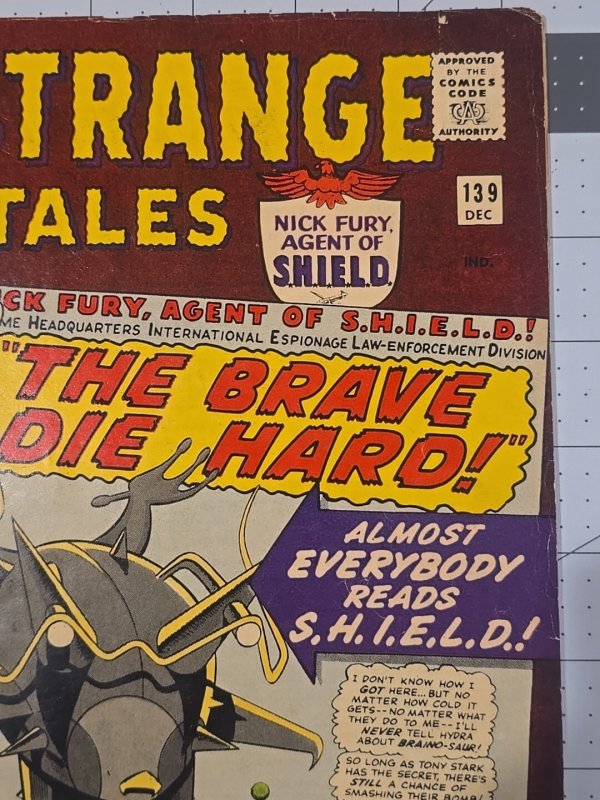 STRANGE
TALES
APPROVED
BY THE
COMICS
CODE
CA
AUTHORITY
139
DEC
IND.
NICK FURY,
AGENT OF
S.H.I.E.L.D.
CK FURY, AGENT OF S.H.I.E.L.D.!
ME HEADQUARTERS INTERNATIONAL ESPIONAGE LAW-ENFORCEMENT DIVISION
"THE BRAVE
DIE HARD!"
ALMOST
EVERYBODY
READS
S.H.I.E.L.D.!
I DON'T KNOW HOW I
GOT HERE...BUT NO
MATTER HOW COLD IT
GETS--NO MATTER WHAT
THEY DO TO ME--I'LL
NEVER TELL HYDRA
ABOUT BRAINO-SAUR!
SO LONG AS TONY STARK
HAS THE SECRET, THERE'S
STILL A CHANCE OF
SMASHING THEIR BOMB!